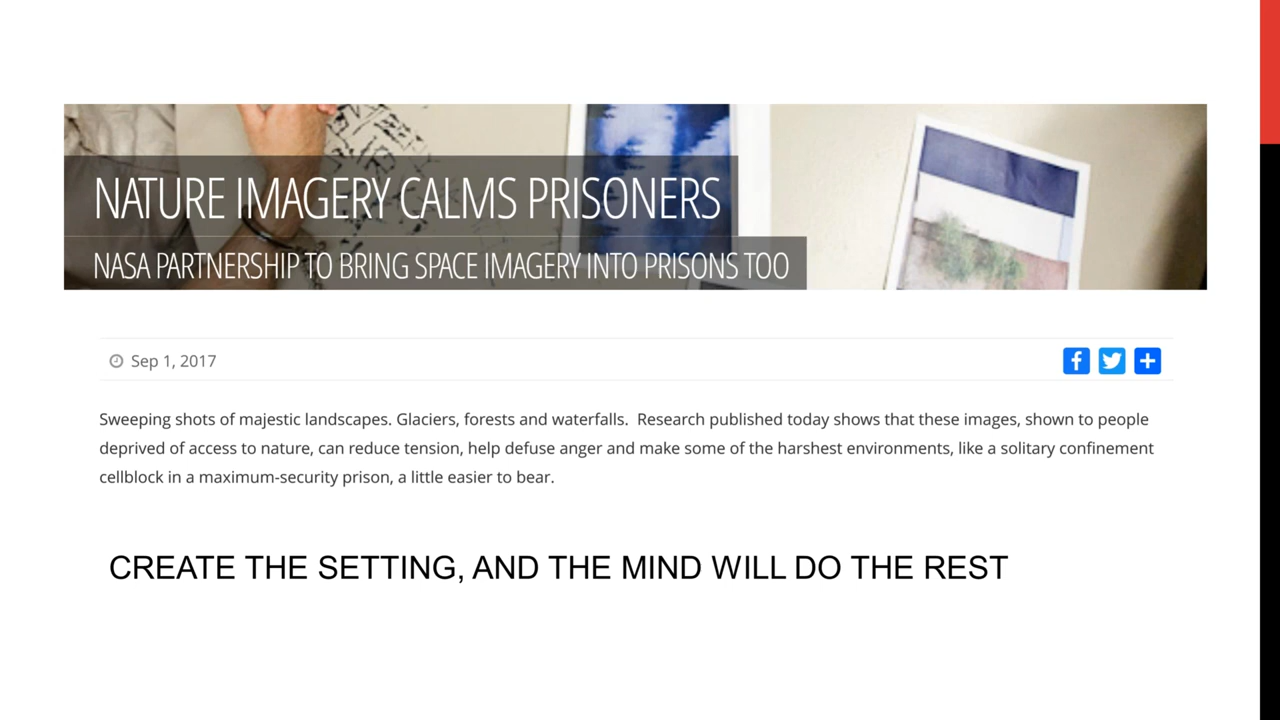 NATURE IMAGERY CALMS PRISONERS
NASA PARTNERSHIP TO BRING SPACE IMAGERY INTO PRISONS TOO
Sep 1, 2017
Sweeping shots of majestic landscapes. Glaciers, forests and waterfalls.  Research published today shows that these images, shown to people
deprived of access to nature, can reduce tension, help defuse anger and make some of the harshest environments, like a solitary confinement
cellblock in a maximum-security prison, a little easier to bear.
CREATE THE SETTING, AND THE MIND WILL DO THE REST